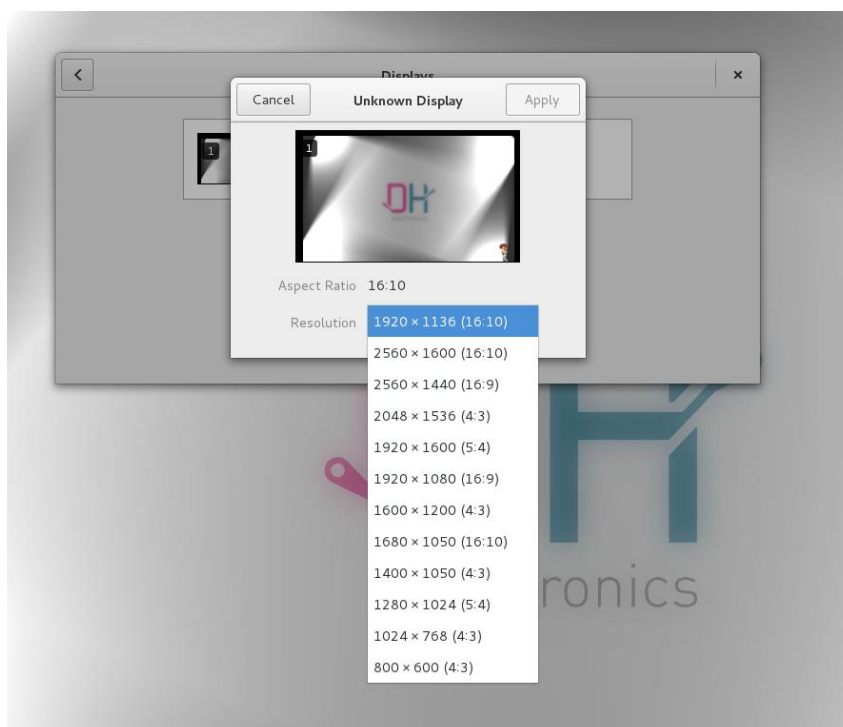 Displays
Cancel
Unknown Display
Apply
1
1
DH
electronics
Aspect Ratio 16:10
Resolution
1920 × 1136 (16:10)
2560 × 1600 (16:10)
2560 × 1440 (16:9)
2048 × 1536 (4:3)
1920 × 1600 (5:4)
1920 × 1080 (16:9)
1600 × 1200 (4:3)
1680 × 1050 (16:10)
1400 × 1050 (4:3)
1280 × 1024 (5:4)
1024 × 768 (4:3)
800 × 600 (4:3)
H
ronics